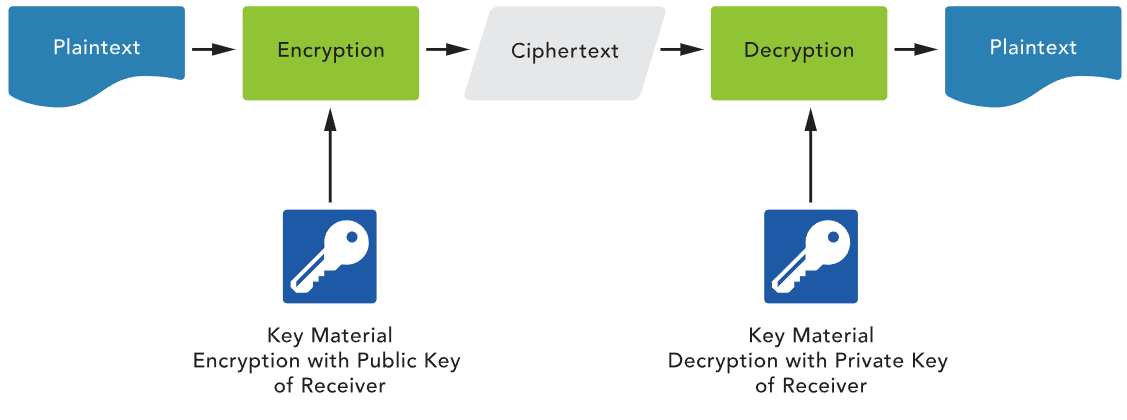 Plaintext
Encryption
Ciphertext
Decryption
Plaintext
Key Material
Encryption with Public Key
of Receiver
Key Material
Decryption with Private Key
of Receiver